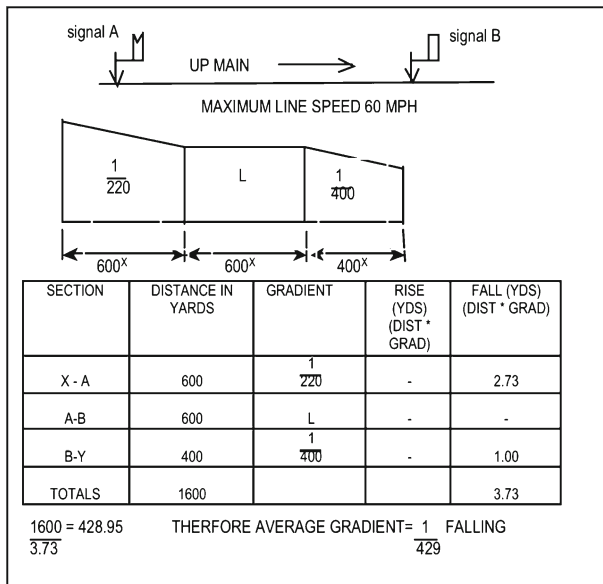 signal A
signal B
UP MAIN
MAXIMUM LINE SPEED 60 MPH
1
220
L
1
400
600X
600X
400X
SECTION DISTANCE IN YARDS GRADIENT RISE (YDS) (DIST * GRAD) FALL (YDS) (DIST * GRAD)
X - A 600 1/220 - 2.73
A-B 600 L - -
B-Y 400 1/400 - 1.00
TOTALS 1600 3.73
1600 = 428.95 THERFORE AVERAGE GRADIENT= 1 FALLING
3.73 429